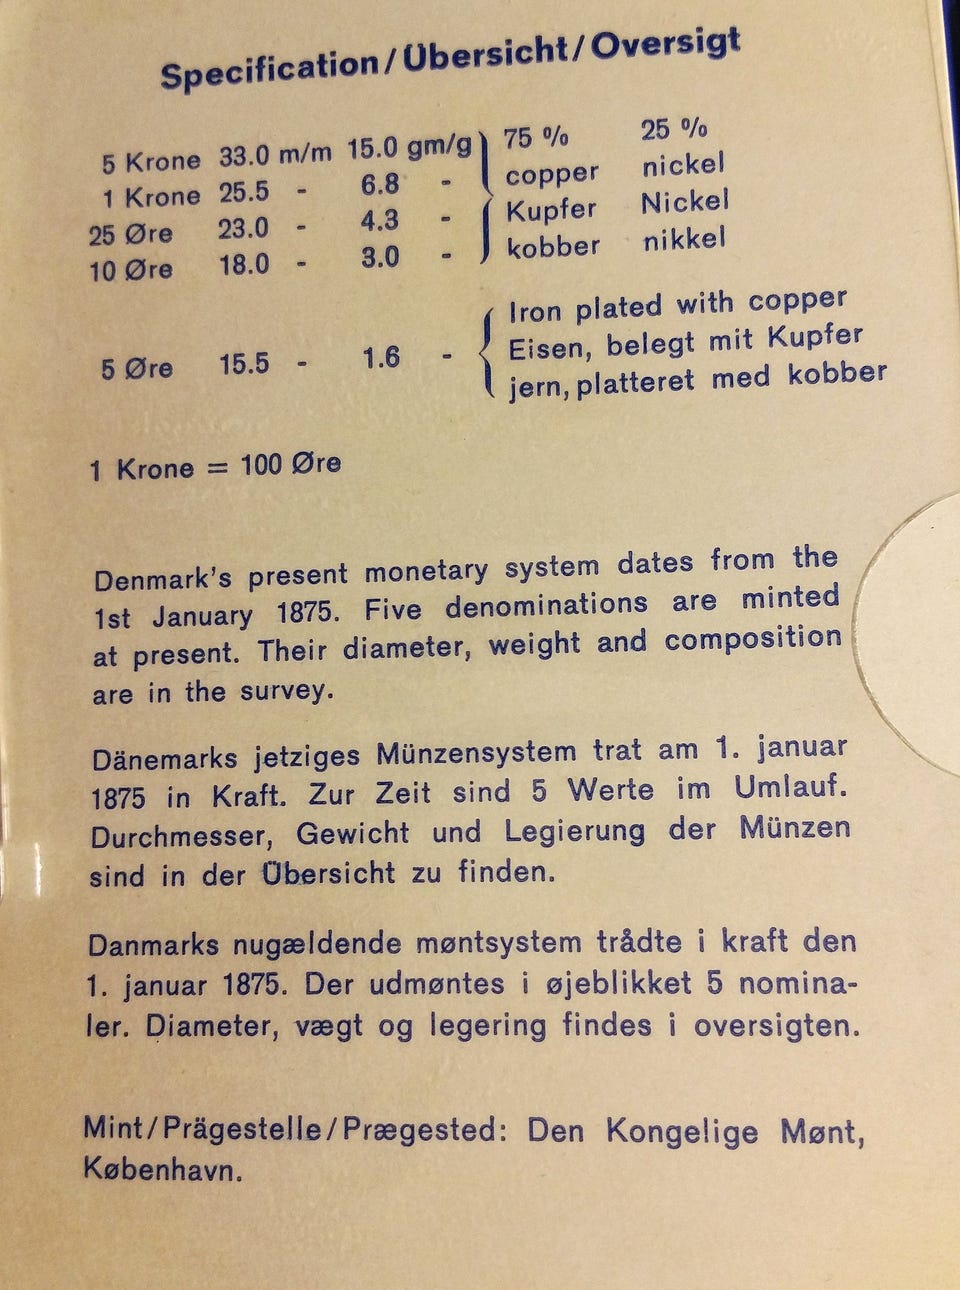 Specification/Übersicht/Oversigt
5 Krone 33.0 m/m 15.0 gm/g 75 % 25 %
1 Krone 25.5 - 6.8 - copper nickel
25 Øre 23.0 - 4.3 - Kupfer Nickel
10 Øre 18.0 - 3.0 - kobber nikkel
Iron plated with copper
5 Øre 15.5 - 1.6 - Eisen, belegt mit Kupfer
jern, platteret med kobber
1 Krone = 100 Øre
Denmark's present monetary system dates from the
1st January 1875. Five denominations are minted
at present. Their diameter, weight and composition
are in the survey.
Dänemarks jetziges Münzensystem trat am 1. januar
1875 in Kraft. Zur Zeit sind 5 Werte im Umlauf.
Durchmesser, Gewicht und Legierung der Münzen
sind in der Übersicht zu finden.
Danmarks nugældende møntsystem trådte i kraft den
1. januar 1875. Der udmøntes i øjeblikket 5 nomina-
ler. Diameter, vægt og legering findes i oversigten.
Mint/Prägestelle/Prægested: Den Kongelige Mønt,
København.